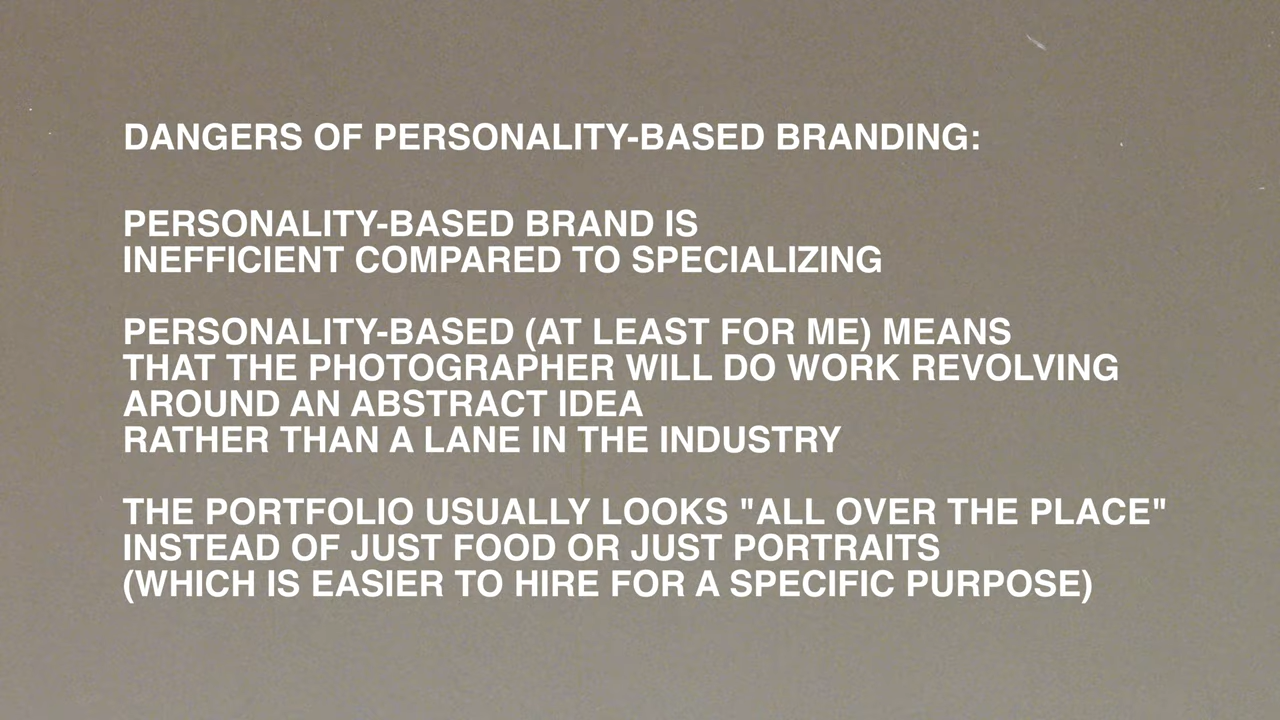 DANGERS OF PERSONALITY-BASED BRANDING:
PERSONALITY-BASED BRAND IS
INEFFICIENT COMPARED TO SPECIALIZING
PERSONALITY-BASED (AT LEAST FOR ME) MEANS
THAT THE PHOTOGRAPHER WILL DO WORK REVOLVING
AROUND AN ABSTRACT IDEA
RATHER THAN A LANE IN THE INDUSTRY
THE PORTFOLIO USUALLY LOOKS "ALL OVER THE PLACE"
INSTEAD OF JUST FOOD OR JUST PORTRAITS
(WHICH IS EASIER TO HIRE FOR A SPECIFIC PURPOSE)